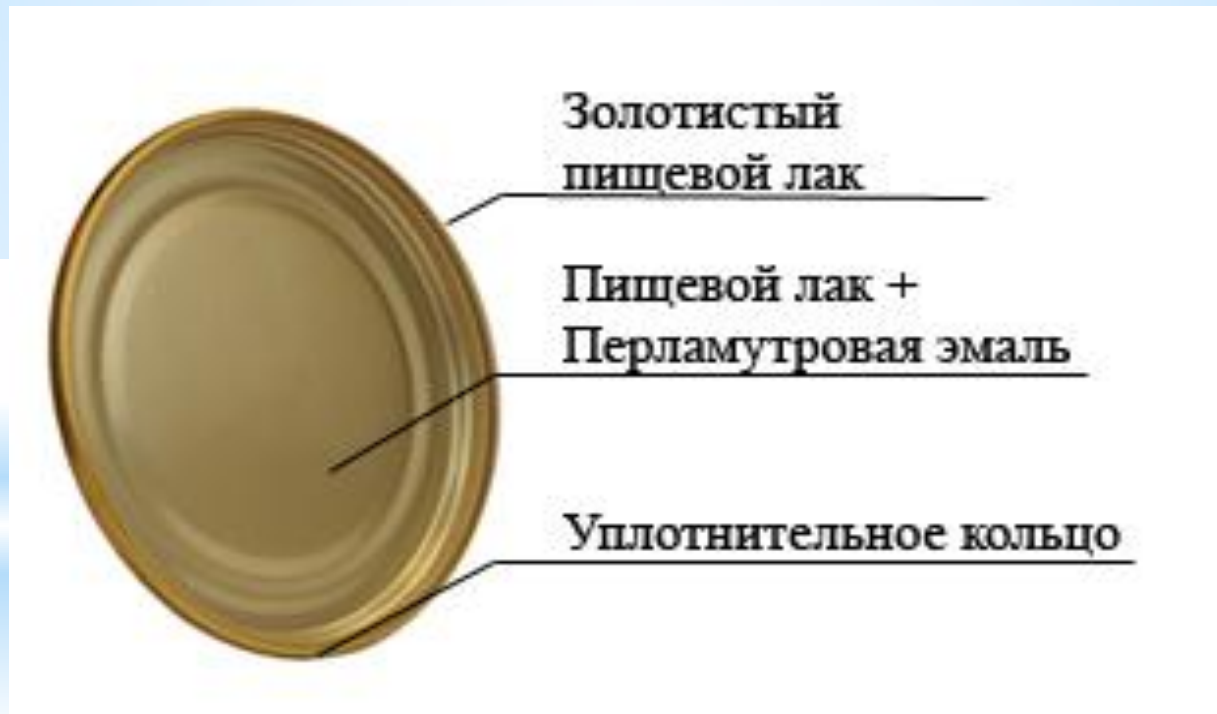 Золотистый
пищевой лак
Пищевой лак +
Перламутровая эмаль
Уплотнительное кольцо